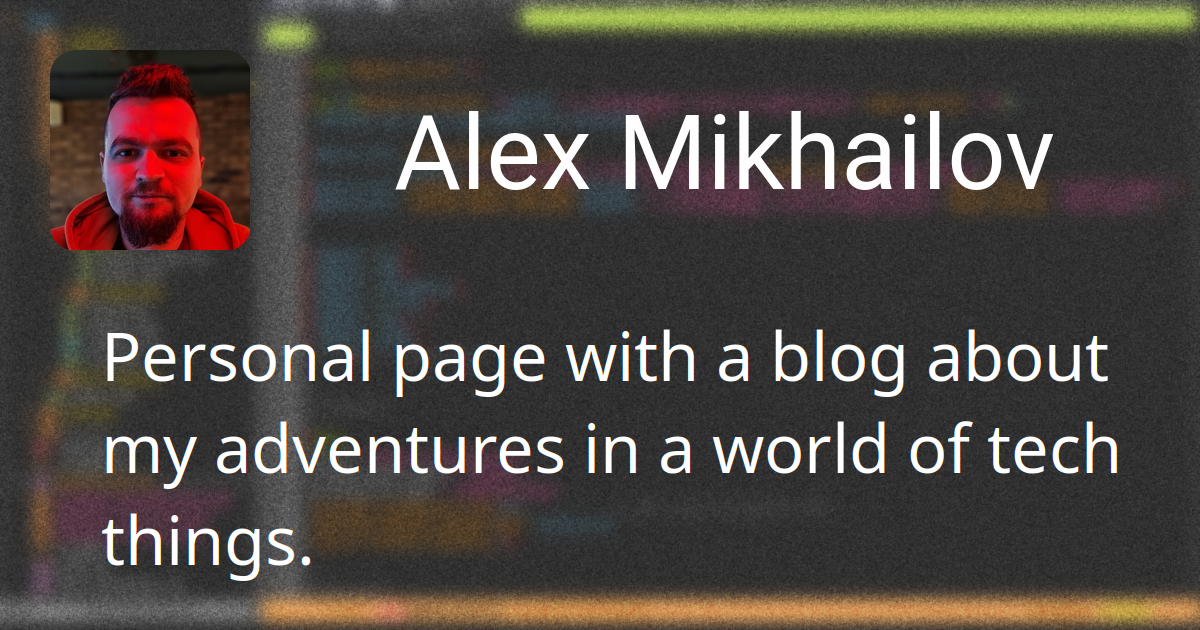 Alex Mikhailov
Personal page with a blog about
my adventures in a world of tech
things.